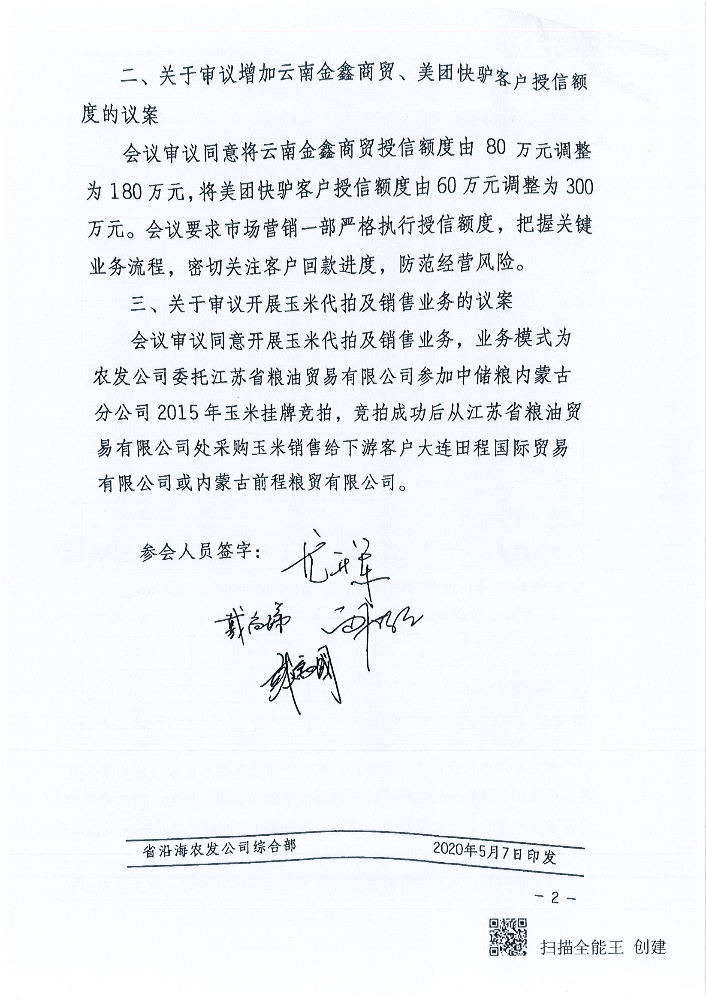 二、关于审议增加云南金鑫商贸、美团快驴客户授信额
度的议案
会议审议同意将云南金鑫商贸授信额度由 80 万元调整
为180万元，将美团快驴客户授信额度由60万元调整为300
万元。会议要求市场营销一部严格执行授信额度，把握关键
业务流程，密切关注客户回款进度，防范经营风险。
三、关于审议开展玉米代拍及销售业务的议案
会议审议同意开展玉米代拍及销售业务，业务模式为
农发公司委托江苏省粮油贸易有限公司参加中储粮内蒙古
分公司2015年玉米挂牌竞拍，竞拍成功后从江苏省粮油贸
易有限公司处采购玉米销售给下游客户大连田程国际贸易
有限公司或内蒙古前程粮贸有限公司。
参会人员签字：
省沿海农发公司综合部 2020年5月7日印发
- 2 -
扫描全能王 创建